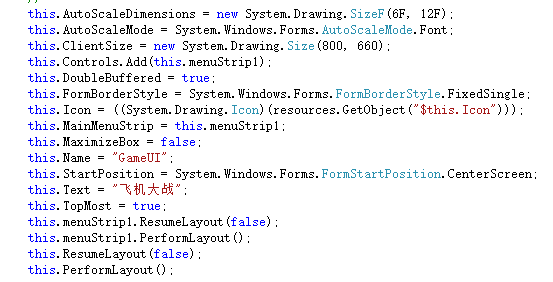 //
this.AutoScaleDimensions = new System.Drawing.SizeF(6F, 12F);
this.AutoScaleMode = System.Windows.Forms.AutoScaleMode.Font;
this.ClientSize = new System.Drawing.Size(800, 660);
this.Controls.Add(this.menuStrip1);
this.DoubleBuffered = true;
this.FormBorderStyle = System.Windows.Forms.FormBorderStyle.FixedSingle;
this.Icon = ((System.Drawing.Icon)(resources.GetObject("$this.Icon")));
this.MainMenuStrip = this.menuStrip1;
this.MaximizeBox = false;
this.Name = "GameUI";
this.StartPosition = System.Windows.Forms.FormStartPosition.CenterScreen;
this.Text = "飞机大战";
this.TopMost = true;
this.menuStrip1.ResumeLayout(false);
this.menuStrip1.PerformLayout();
this.ResumeLayout(false);
this.PerformLayout();